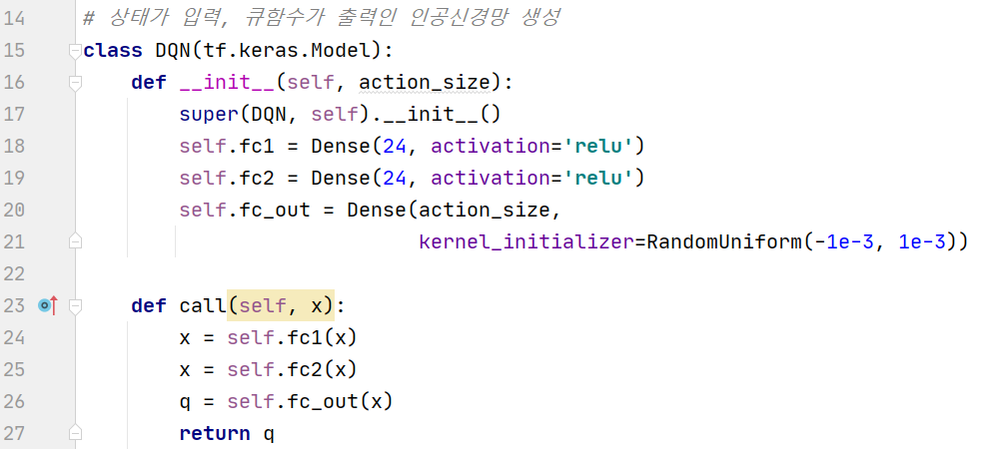 14 # 상태가 입력, 큐함수가 출력인 인공신경망 생성
15 class DQN(tf.keras.Model):
16     def __init__(self, action_size):
17         super(DQN, self).__init__()
18         self.fc1 = Dense(24, activation='relu')
19         self.fc2 = Dense(24, activation='relu')
20         self.fc_out = Dense(action_size,
21                             kernel_initializer=RandomUniform(-1e-3, 1e-3))
22
23     def call(self, x):
24         x = self.fc1(x)
25         x = self.fc2(x)
26         q = self.fc_out(x)
27         return q